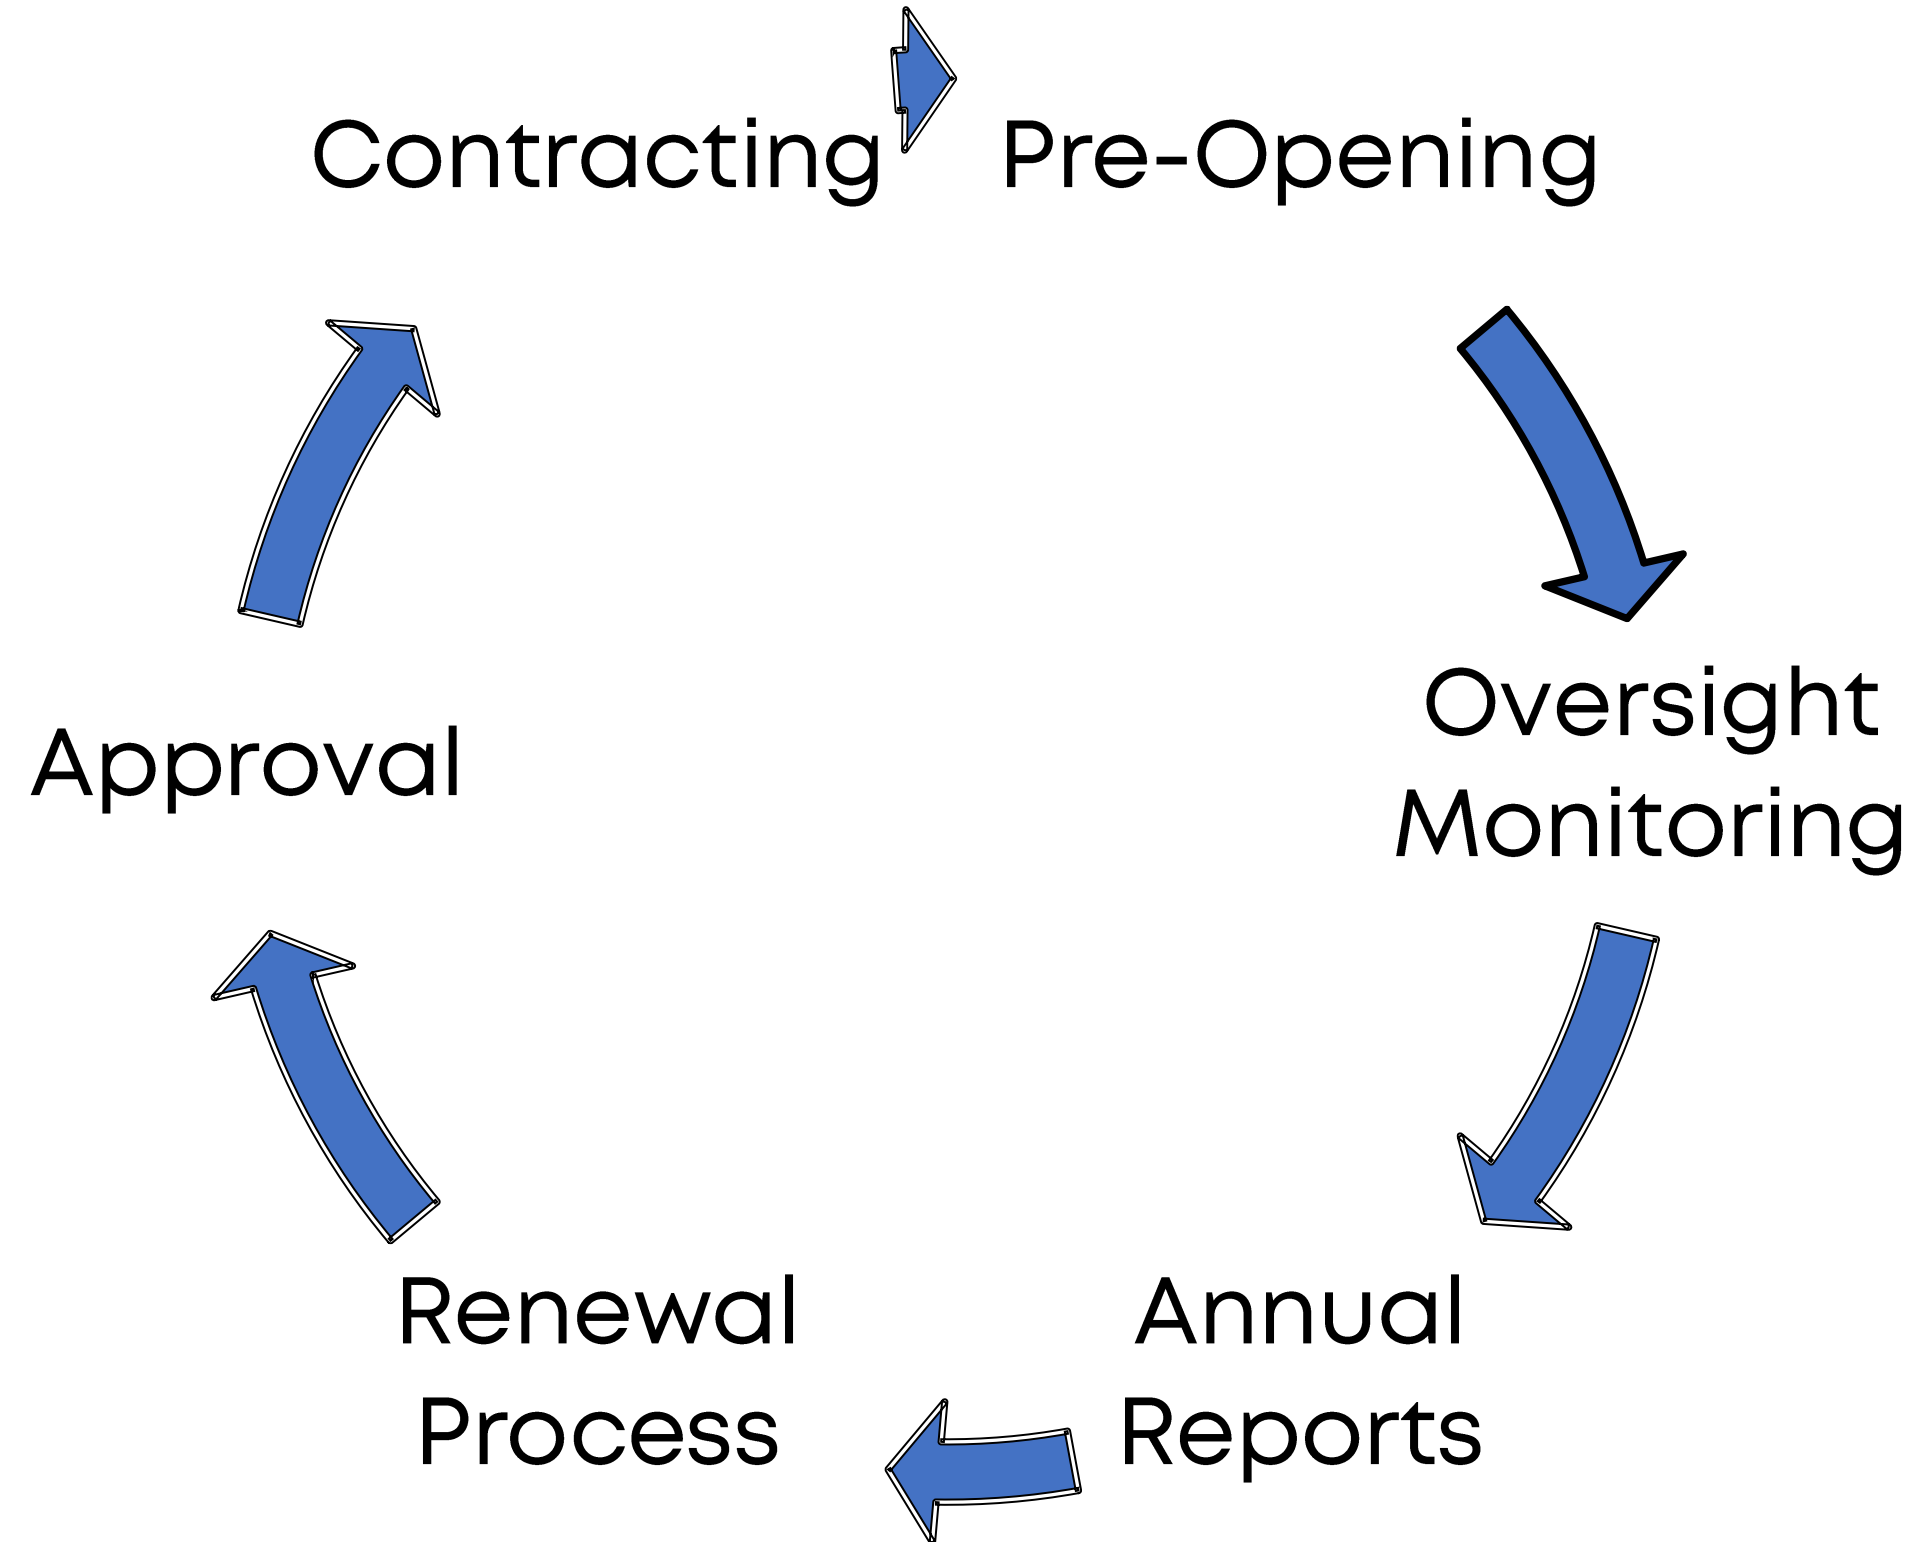 Contracting
Pre-Opening
Oversight
Monitoring
Annual
Reports
Renewal
Process
Approval